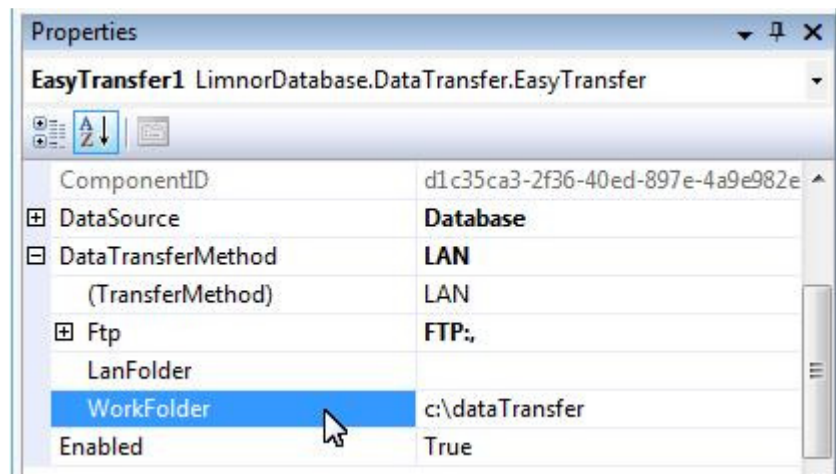 Properties
EasyTransfer1 LimnorDatabase.DataTransfer.EasyTransfer
A
Z
ComponentID d1c35ca3-2f36-40ed-897e-4a9e982e
DataSource Database
DataTransferMethod LAN
(TransferMethod) LAN
Ftp FTP:,
LanFolder
WorkFolder c:\dataTransfer
Enabled True